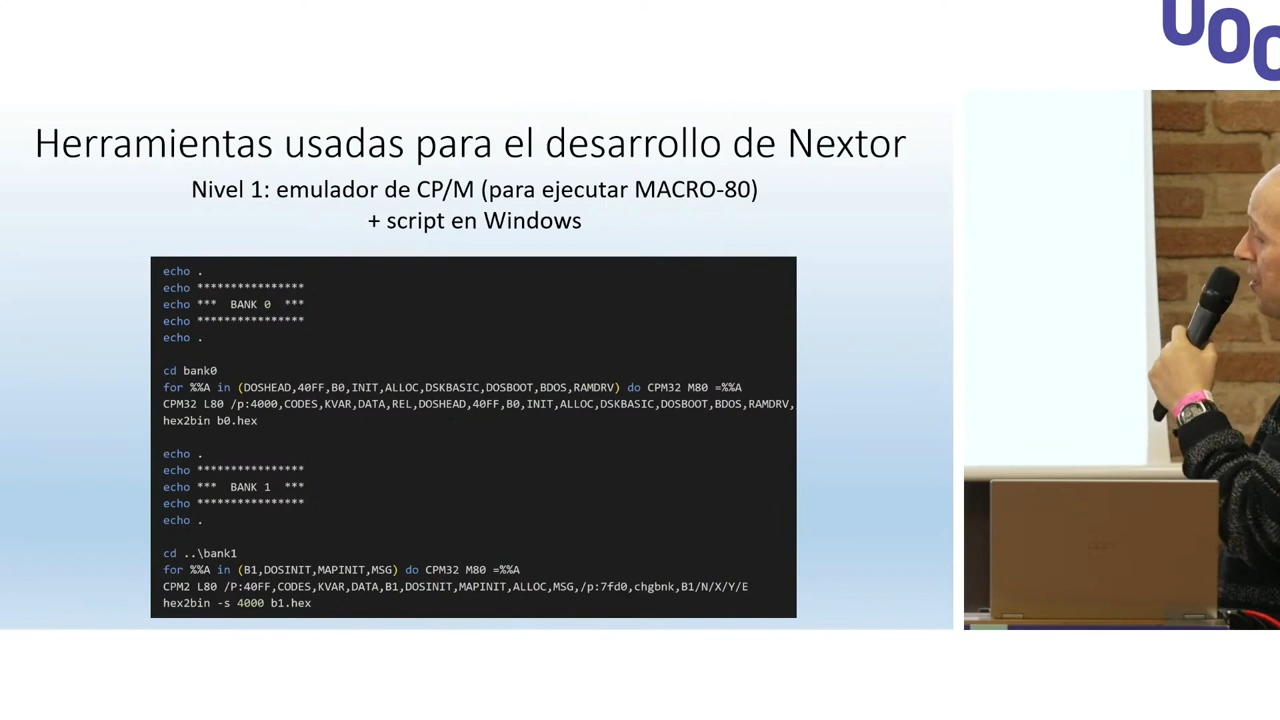 UOC
Herramientas usadas para el desarrollo de Nextor
Nivel 1: emulador de CP/M (para ejecutar MACRO-80)
+ script en Windows
echo .
echo ****************
echo ***  BANK 0  ***
echo ****************
echo .
cd bank0
for %%A in (DOSHEAD,40FF,B0,INIT,ALLOC,DSKBASIC,DOSBOOT,BDOS,RAMDRV) do CPM32 M80 =%%A
CPM32 L80 /p:4000,CODES,KVAR,DATA,REL,DOSHEAD,40FF,B0,INIT,ALLOC,DSKBASIC,DOSBOOT,BDOS,RAMDRV,
hex2bin b0.hex
echo .
echo ****************
echo ***  BANK 1  ***
echo ****************
echo .
cd ..\bank1
for %%A in (B1,DOSINIT,MAPINIT,MSG) do CPM32 M80 =%%A
CPM2 L80 /P:40FF,CODES,KVAR,DATA,B1,DOSINIT,MAPINIT,ALLOC,MSG,/p:7fd0,chgbnk,B1/N/X/Y/E
hex2bin -s 4000 b1.hex